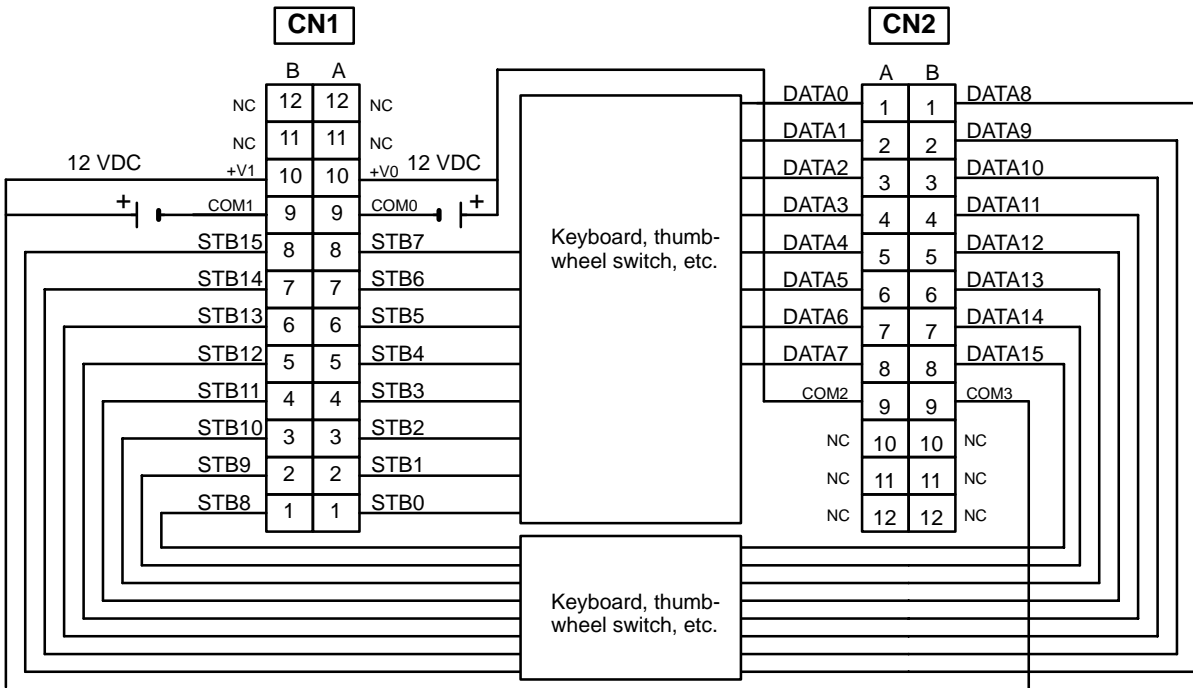 CN1
CN2
B A
A B
NC 12 12 NC
NC 11 11 NC
12 VDC +V1 10 10 +V0 12 VDC
+ COM1 9 9 COM0 +
STB15 8 8 STB7
STB14 7 7 STB6
STB13 6 6 STB5
STB12 5 5 STB4
STB11 4 4 STB3
STB10 3 3 STB2
STB9 2 2 STB1
STB8 1 1 STB0
Keyboard, thumb-
wheel switch, etc.
DATA0 1 1 DATA8
DATA1 2 2 DATA9
DATA2 3 3 DATA10
DATA3 4 4 DATA11
DATA4 5 5 DATA12
DATA5 6 6 DATA13
DATA6 7 7 DATA14
DATA7 8 8 DATA15
COM2 9 9 COM3
NC 10 10 NC
NC 11 11 NC
NC 12 12 NC
Keyboard, thumb-
wheel switch, etc.